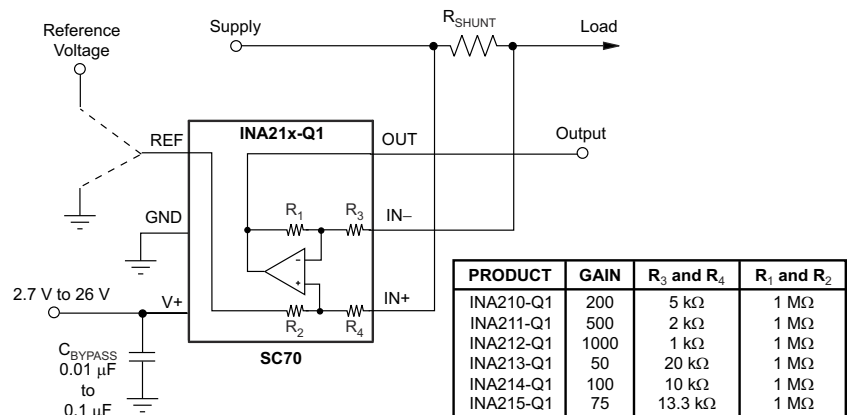 Reference
Voltage
Supply
R_SHUNT
Load
REF
INA21x-Q1
OUT
Output
GND
R1
R3
IN−
-
+
2.7 V to 26 V
V+
R2
R4
IN+
C_BYPASS
0.01 μF
to
0.1 μF
SC70
PRODUCT GAIN R3 and R4 R1 and R2
INA210-Q1 200 5 kΩ 1 MΩ
INA211-Q1 500 2 kΩ 1 MΩ
INA212-Q1 1000 1 kΩ 1 MΩ
INA213-Q1 50 20 kΩ 1 MΩ
INA214-Q1 100 10 kΩ 1 MΩ
INA215-Q1 75 13.3 kΩ 1 MΩ